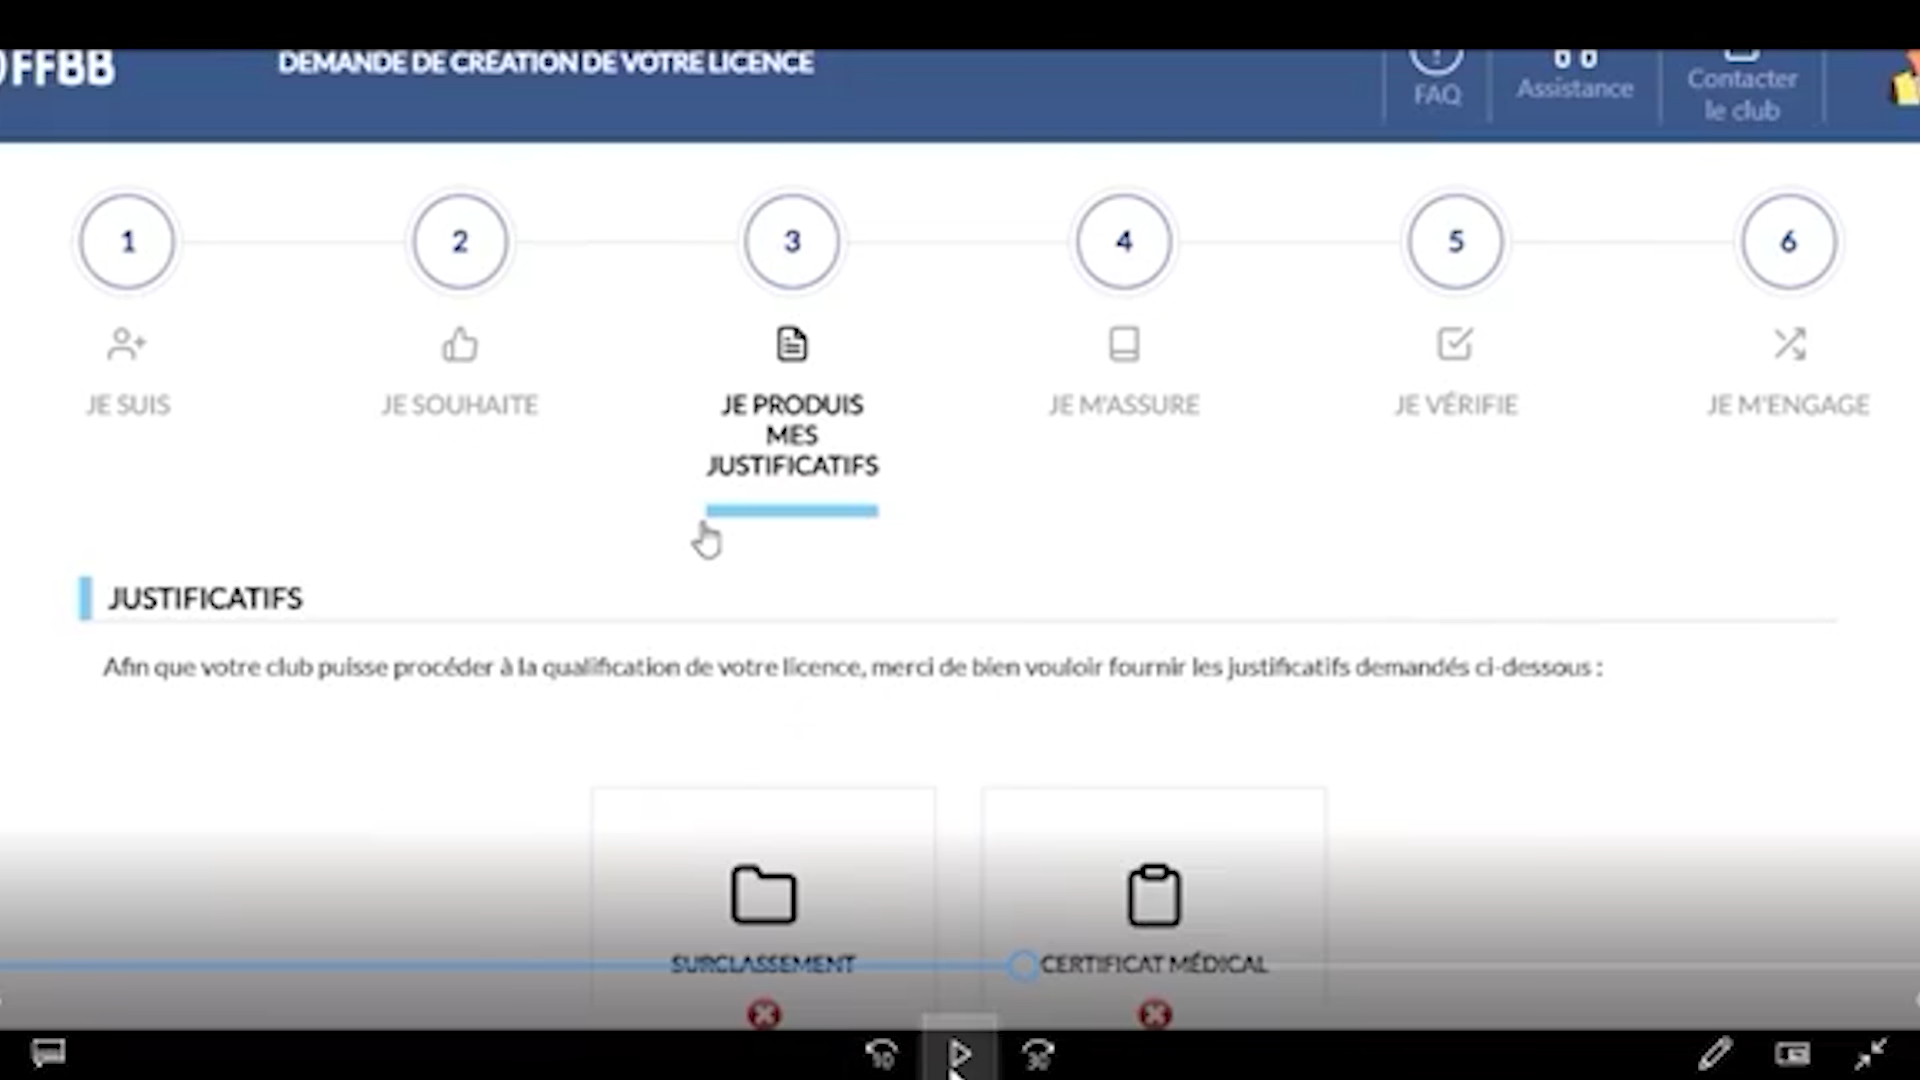 FFBB
DEMANDE DE CREATION DE VOTRE LICENCE
FAQ
Assistance
Contacter
le club
1
2
3
4
5
6
JE SUIS
JE SOUHAITE
JE PRODUIS
MES
JUSTIFICATIFS
JE M'ASSURE
JE VÉRIFIE
JE M'ENGAGE
JUSTIFICATIFS
Afin que votre club puisse procéder à la qualification de votre licence, merci de bien vouloir fournir les justificatifs demandés ci-dessous :
SURCLASSEMENT
CERTIFICAT MÉDICAL
10
30